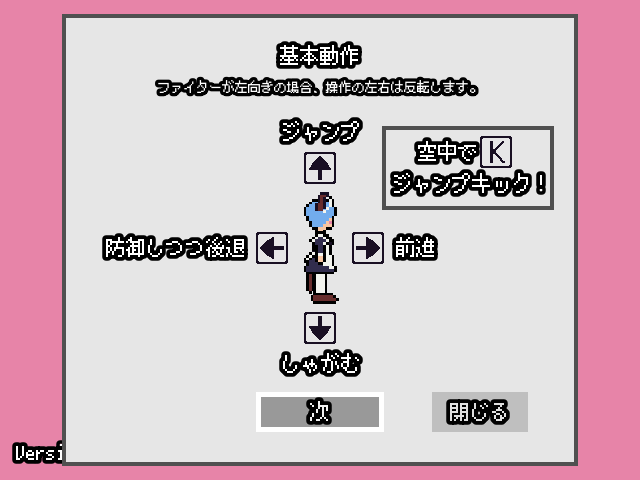 基本動作
ファイターが左向きの場合、操作の左右は反転します。
ジャンプ
空中でK
ジャンプキック！
防御しつつ後退
前進
しゃがむ
次
閉じる
Versi